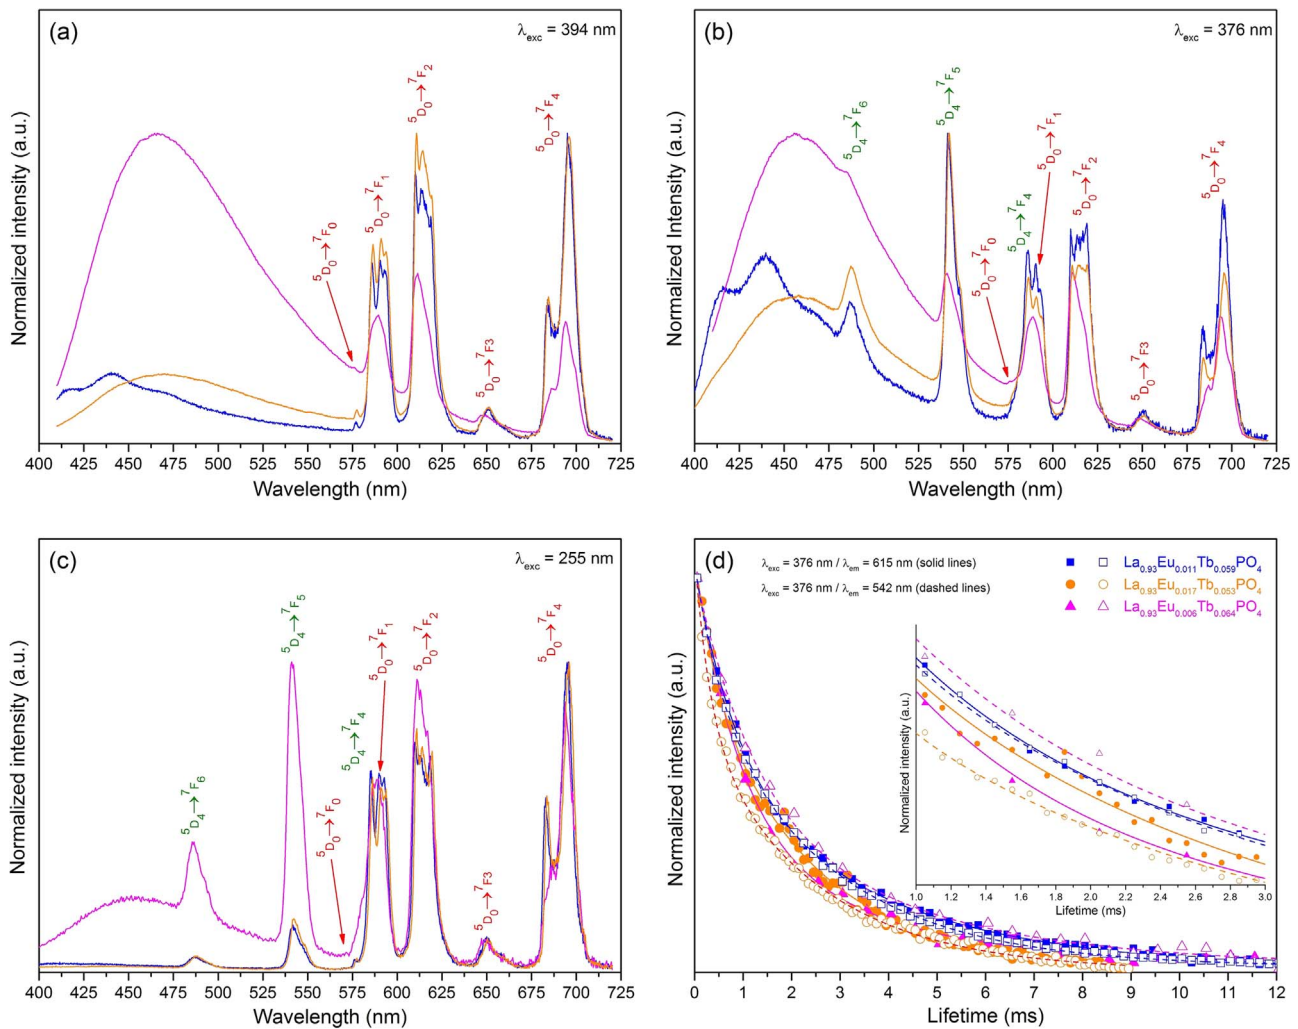 (a)
λexc = 394 nm
5D0→7F0
5D0→7F1
5D0→7F2
5D0→7F3
5D0→7F4
Normalized intensity (a.u.)
400 425 450 475 500 525 550 575 600 625 650 675 700 725
Wavelength (nm)
(b)
λexc = 376 nm
5D4→7F6
5D4→7F5
5D0→7F0
5D4→7F4
5D0→7F1
5D0→7F2
5D0→7F3
5D0→7F4
Normalized Intensity (a.u.)
400 425 450 475 500 525 550 575 600 625 650 675 700 725
Wavelength (nm)
(c)
λexc = 255 nm
5D4→7F6
5D4→7F5
5D0→7F0
5D4→7F4
5D0→7F1
5D0→7F2
5D0→7F3
5D0→7F4
Normalized intensity (a.u.)
400 425 450 475 500 525 550 575 600 625 650 675 700 725
Wavelength (nm)
(d)
λexc = 376 nm / λem = 615 nm (solid lines)
λexc = 376 nm / λem = 542 nm (dashed lines)
La0.93Eu0.011Tb0.059PO4
La0.93Eu0.017Tb0.053PO4
La0.93Eu0.006Tb0.064PO4
Normalized intensity (a.u.)
1.0 1.2 1.4 1.6 1.8 2.0 2.2 2.4 2.6 2.8 3.0
Lifetime (ms)
Normalized intensity (a.u.)
0 1 2 3 4 5 6 7 8 9 10 11 12
Lifetime (ms)